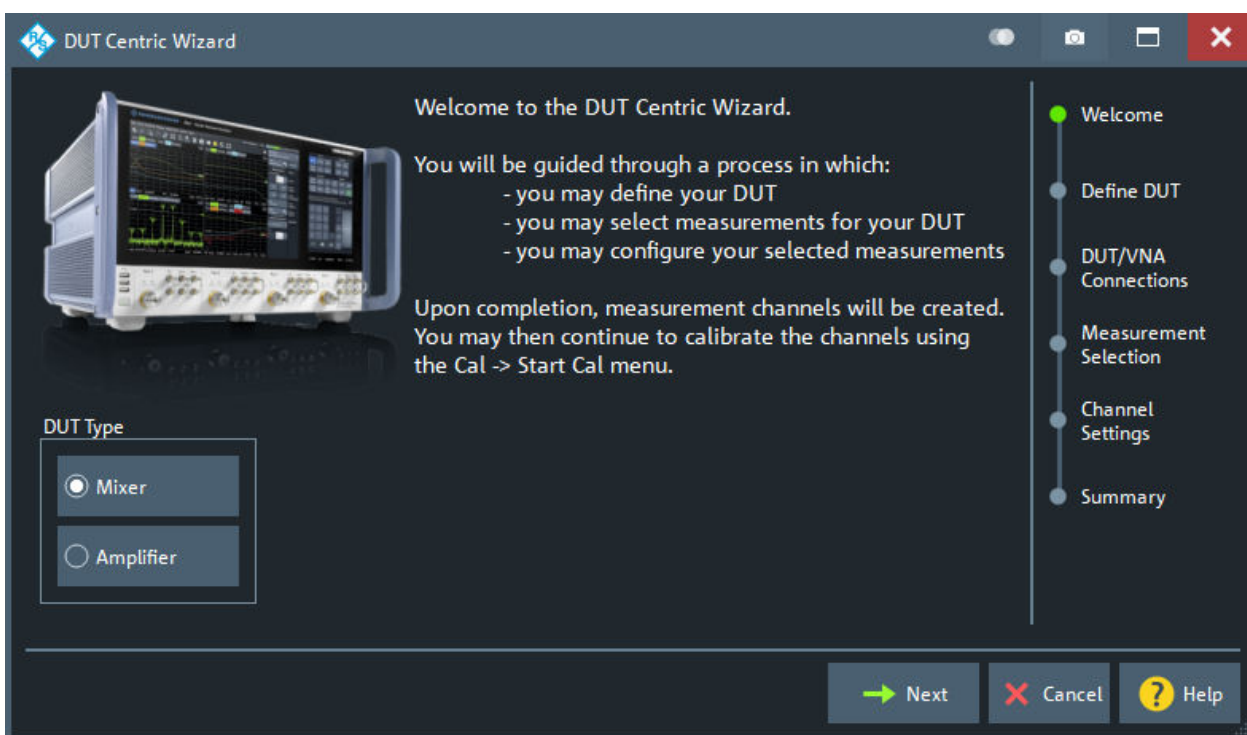 DUT Centric Wizard
Welcome to the DUT Centric Wizard.
You will be guided through a process in which:
- you may define your DUT
- you may select measurements for your DUT
- you may configure your selected measurements
Upon completion, measurement channels will be created.
You may then continue to calibrate the channels using
the Cal -> Start Cal menu.
DUT Type
Mixer
Amplifier
Welcome
Define DUT
DUT/VNA
Connections
Measurement
Selection
Channel
Settings
Summary
Next
Cancel
? Help